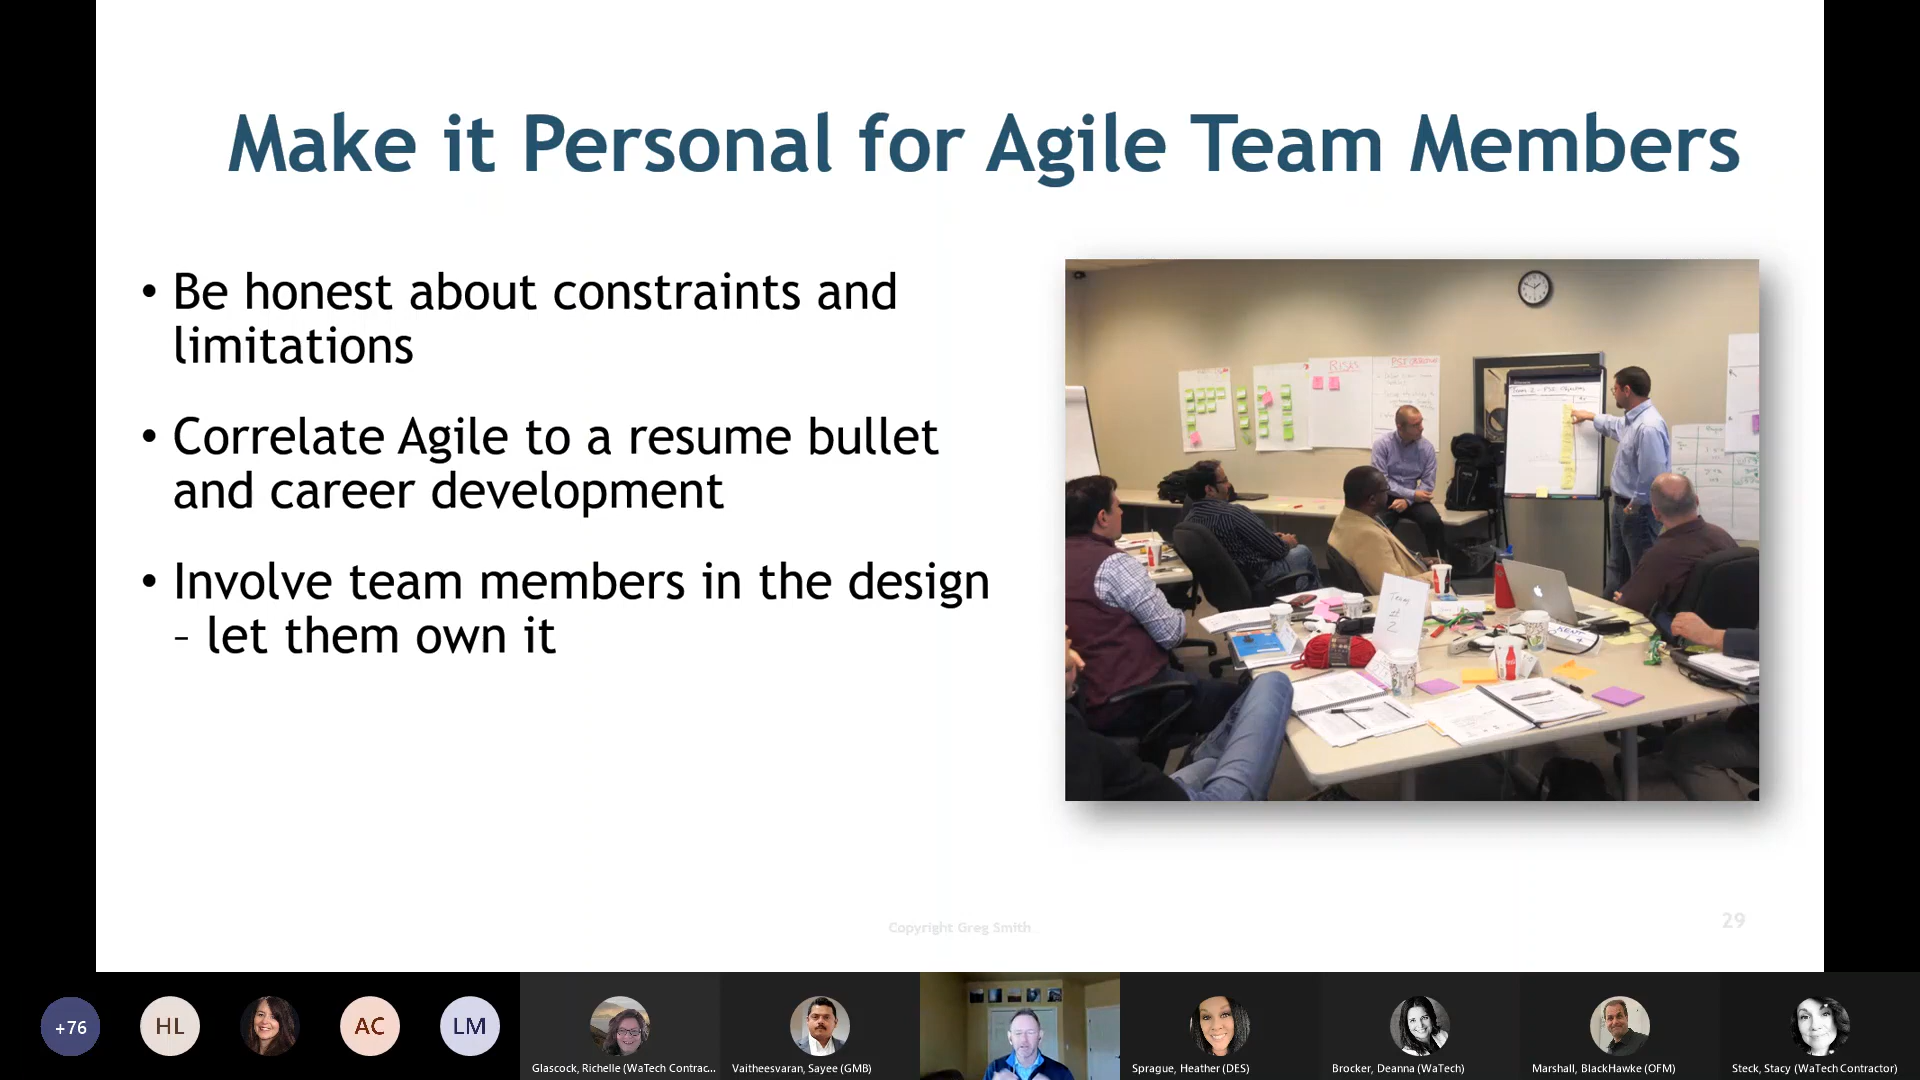 Make it Personal for Agile Team Members
• Be honest about constraints and
limitations
• Correlate Agile to a resume bullet
and career development
• Involve team members in the design
– let them own it
RISKS
Team
#
2
Copyright Greg Smith
29
+76
HL
AC
LM
Glascock, Richelle (WaTech Contrac...
Vaitheesvaran, Sayee (GMB)
Sprague, Heather (DES)
Brocker, Deanna (WaTech)
Marshall, BlackHawke (OFM)
Steck, Stacy (WaTech Contractor)